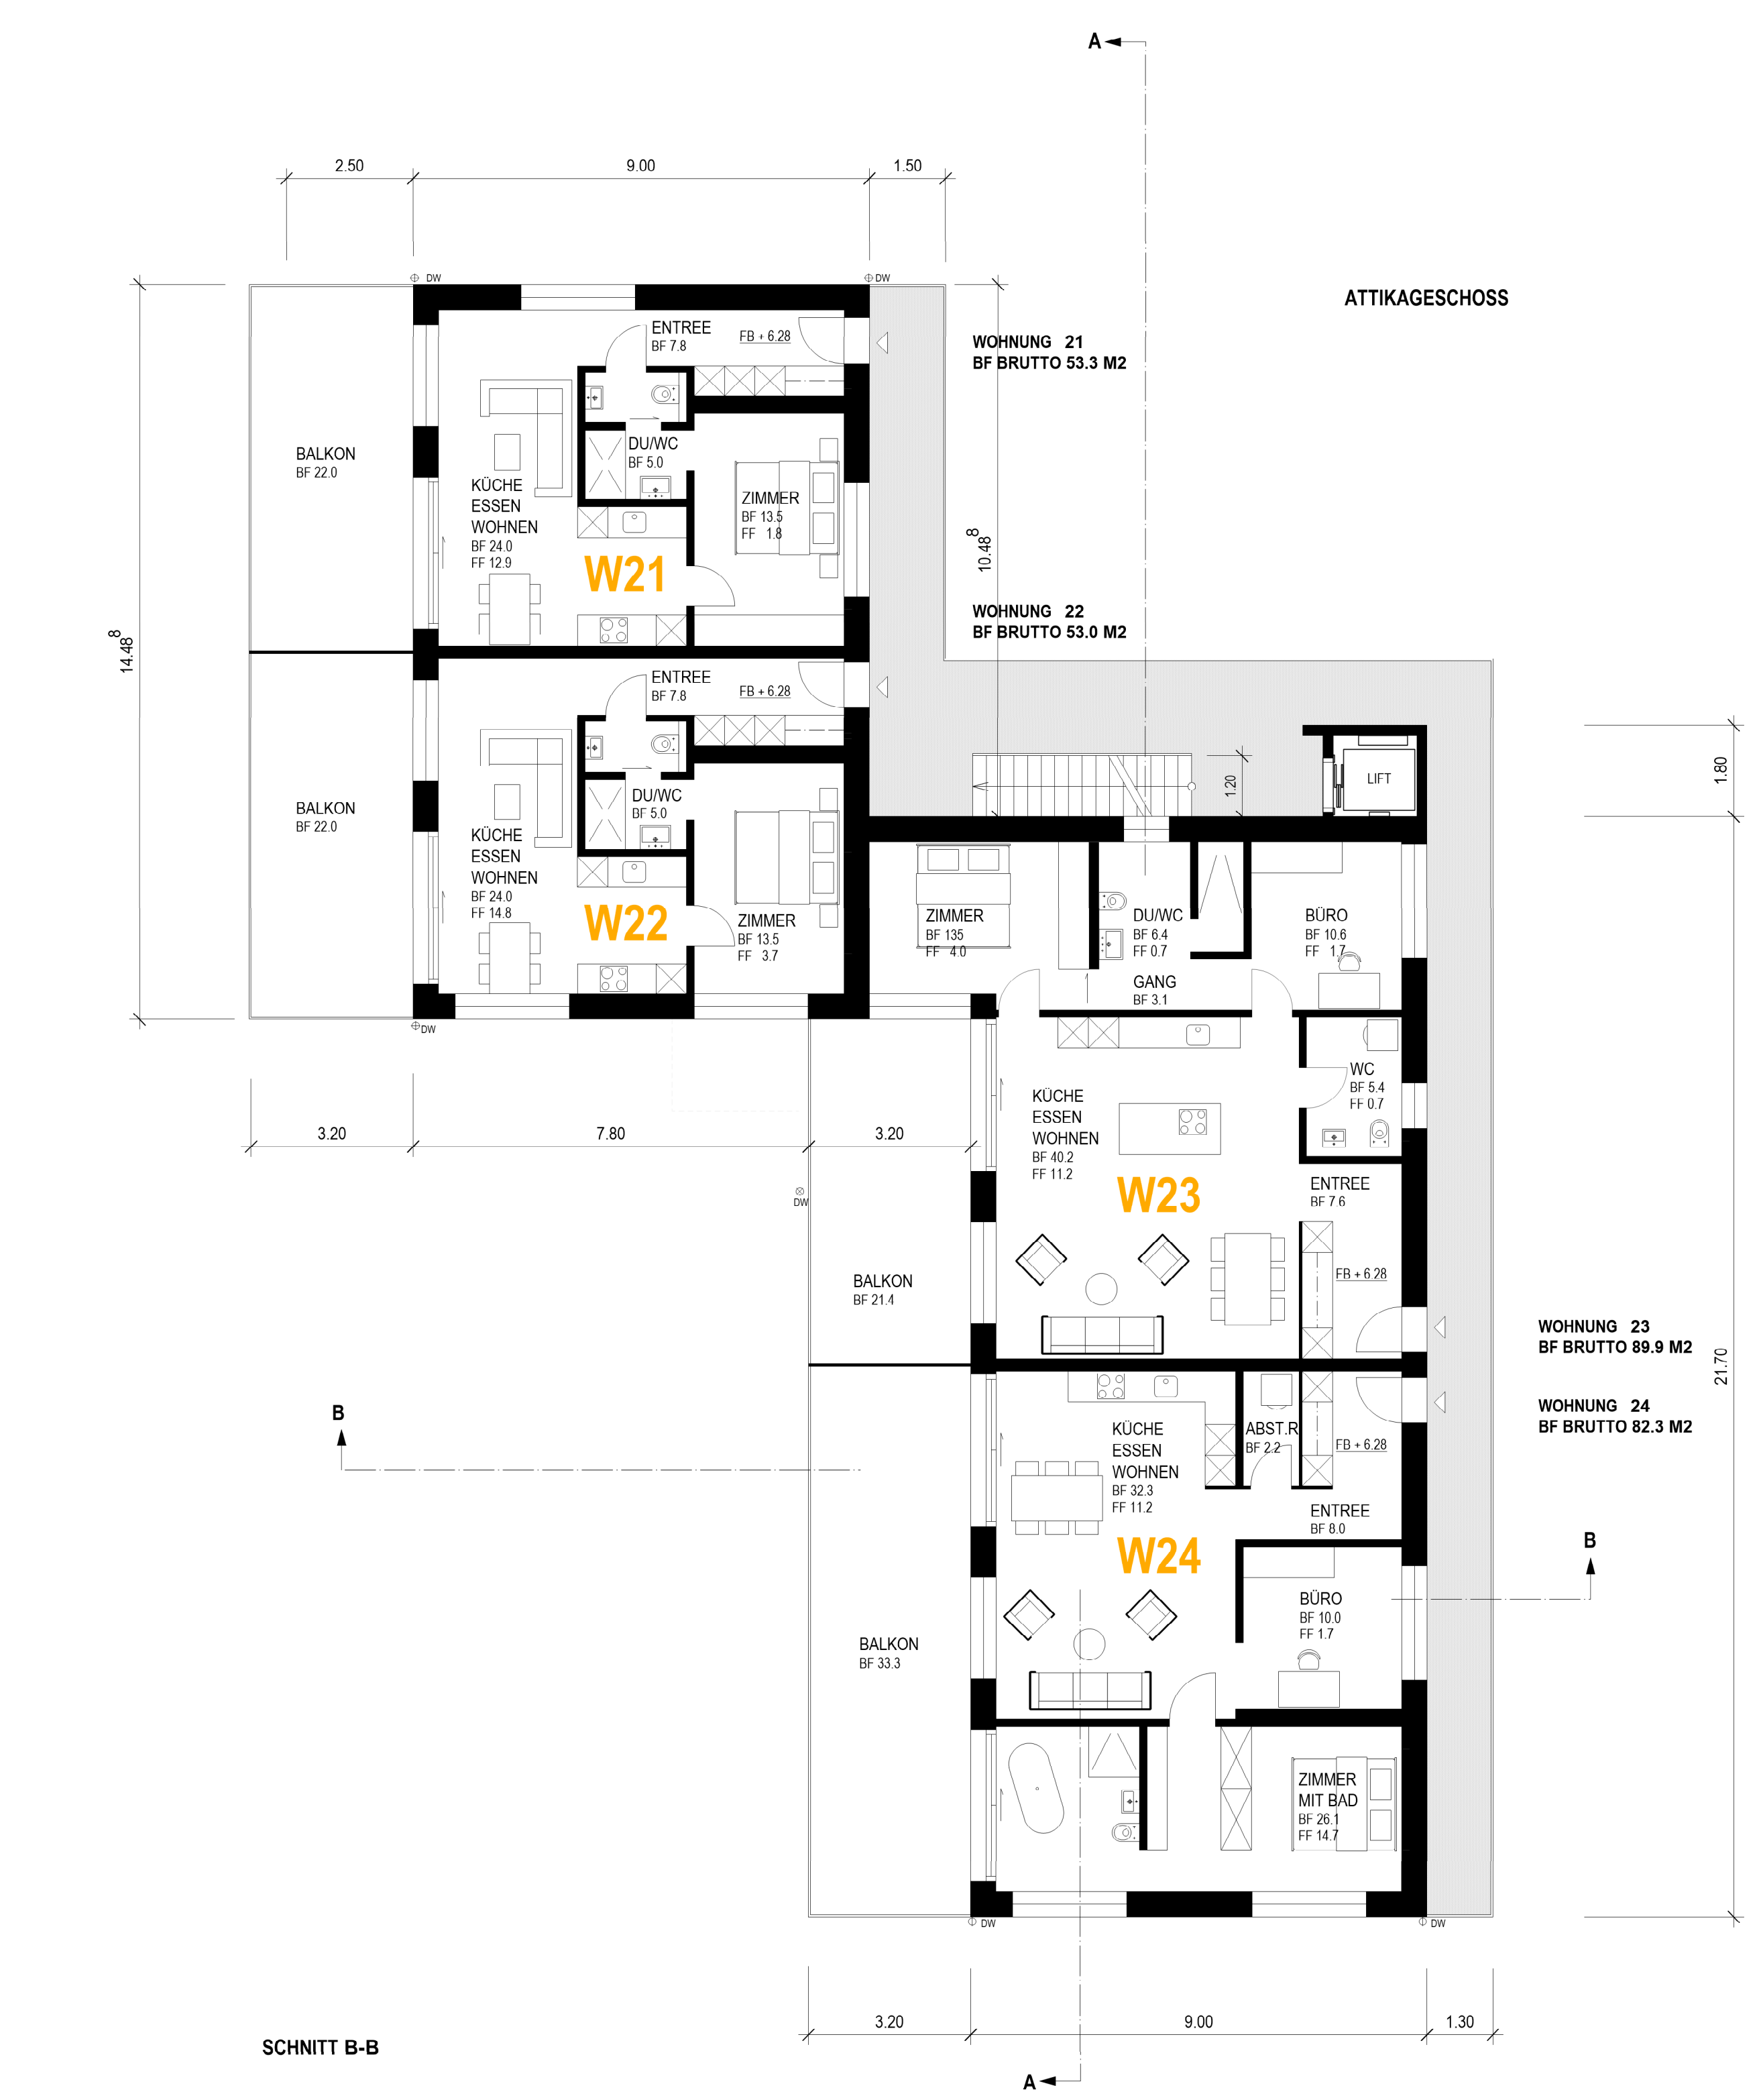 A
2.50
9.00
1.50
DW
DW
ATTIKAGESCHOSS
ENTREE
BF 7.8
FB + 6.28
WOHNUNG 21
BF BRUTTO 53.3 M2
BALKON
BF 22.0
DU/WC
BF 5.0
KÜCHE
ESSEN
WOHNEN
BF 24.0
FF 12.9
ZIMMER
BF 13.5
FF 1.8
W21
10.48⁸
14.48⁸
WOHNUNG 22
BF BRUTTO 53.0 M2
ENTREE
BF 7.8
FB + 6.28
LIFT
1.20
1.80
BALKON
BF 22.0
DU/WC
BF 5.0
KÜCHE
ESSEN
WOHNEN
BF 24.0
FF 14.8
W22
ZIMMER
BF 13.5
FF 3.7
ZIMMER
BF 135
FF 4.0
DU/WC
BF 6.4
FF 0.7
BÜRO
BF 10.6
FF 1.7
GANG
BF 3.1
DW
WC
BF 5.4
FF 0.7
KÜCHE
ESSEN
WOHNEN
BF 40.2
FF 11.2
3.20
7.80
3.20
DW
W23
ENTREE
BF 7.6
FB + 6.28
BALKON
BF 21.4
WOHNUNG 23
BF BRUTTO 89.9 M2
21.70
WOHNUNG 24
BF BRUTTO 82.3 M2
B
KÜCHE
ESSEN
WOHNEN
BF 32.3
FF 11.2
ABST.R
BF 2.2
FB + 6.28
ENTREE
BF 8.0
W24
B
BÜRO
BF 10.0
FF 1.7
BALKON
BF 33.3
ZIMMER
MIT BAD
BF 26.1
FF 14.7
DW
DW
3.20
9.00
1.30
SCHNITT B-B
A